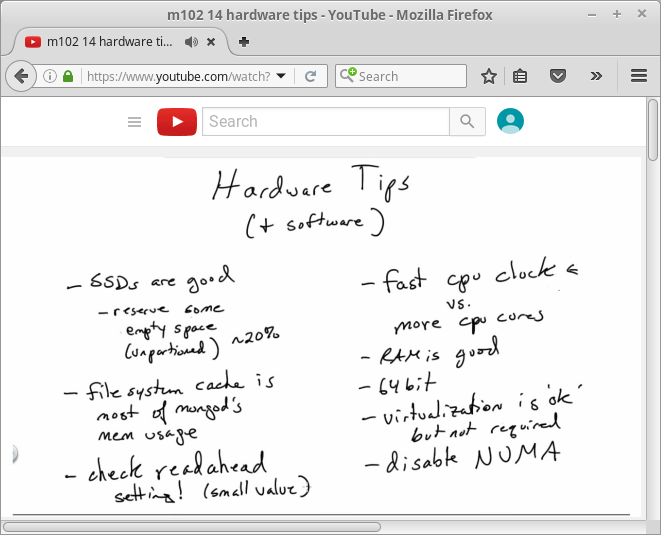 m102 14 hardware tips - YouTube - Mozilla Firefox
m102 14 hardware ti...
https://www.youtube.com/watch?
Search
Search
Hardware Tips
(+ software)
- SSDs are good
- reserve some
empty space
(unpartioned) ~20%
- file system cache is
most of mongod's
mem usage
- check readahead
setting! (small value)
- fast cpu clock ←
vs.
more cpu cores
- RAM is good
- 64 bit
- virtualization is 'ok'
but not required
- disable NUMA